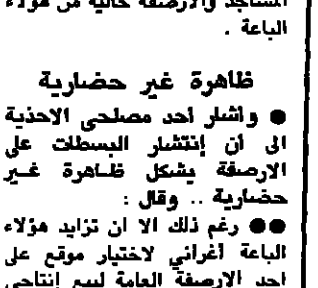 المساجد والارصفة خالية من هؤلاء
الباعة .
ظاهرة غير حضارية
● واشار احد مصلحى الاحذية
الى أن إنتشار البسطات على
الارصفة يشكل ظاهرة غير
حضارية .. وقال :
●● رغم ذلك الا ان تزايد هؤلاء
الباعة أغراني لاختيار موقع على
احد الارصفة العامة لبيع إنتاجي